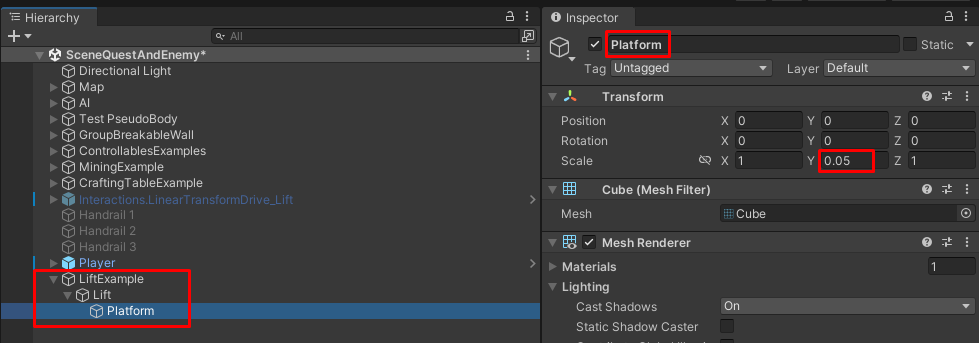 Hierarchy
All
SceneQuestAndEnemy*
Directional Light
Map
AI
Test PseudoBody
GroupBreakableWall
ControllablesExamples
MiningExample
CraftingTableExample
Interactions.LinearTransformDrive_Lift
Handrail 1
Handrail 2
Handrail 3
Player
LiftExample
Lift
Platform
Inspector
Platform Static
Tag Untagged Layer Default
Transform
Position X 0 Y 0 Z 0
Rotation X 0 Y 0 Z 0
Scale X 1 Y 0.05 Z 1
Cube (Mesh Filter)
Mesh Cube
Mesh Renderer
Materials 1
Lighting
Cast Shadows On
Static Shadow Caster